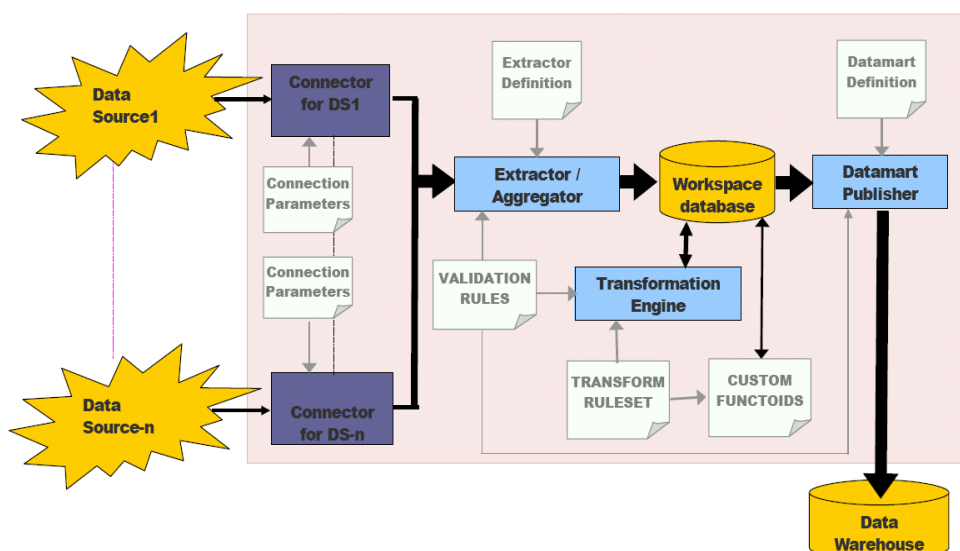 Data
Source1
Connector
for DS1
Extractor
Definition
Datamart
Definition
Connection
Parameters
Extractor /
Aggregator
Workspace
database
Datamart
Publisher
Connection
Parameters
VALIDATION
RULES
Transformation
Engine
TRANSFORM
RULESET
CUSTOM
FUNCTOIDS
Data
Source-n
Connector
for DS-n
Data
Warehouse